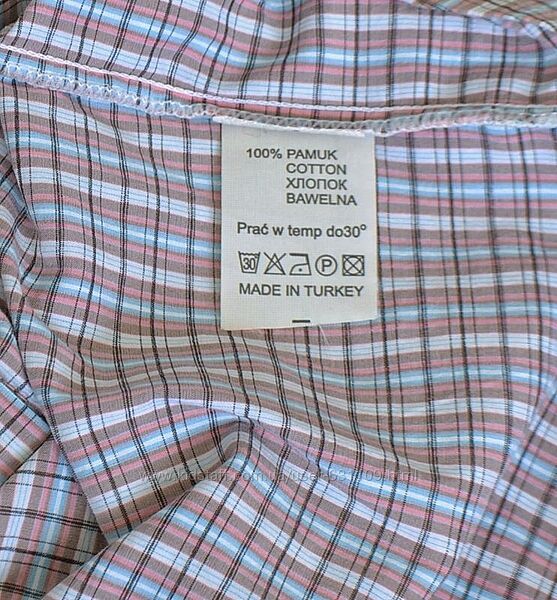 100% PAMUK
COTTON
ХЛОПОК
BAWELNA
Prać w temp do30°
30 P
MADE IN TURKEY